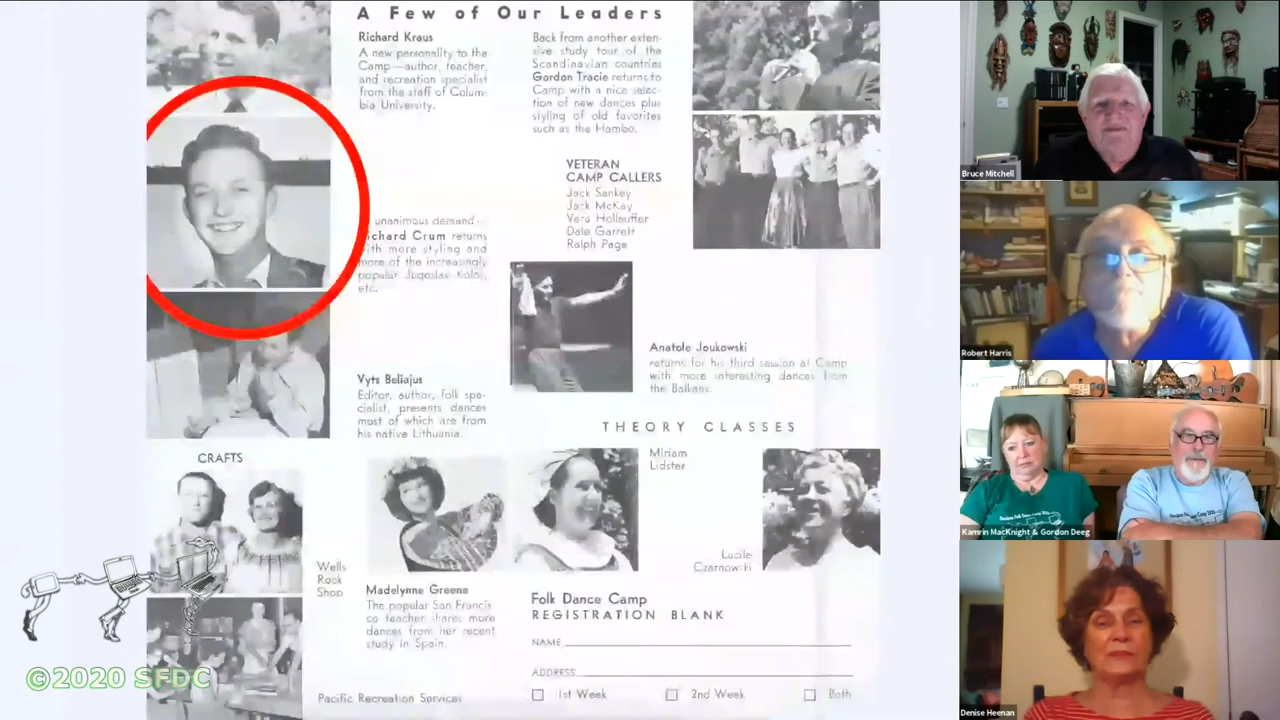 A Few of Our Leaders
Richard Kraus
A new personality to the
Camp—author, teacher,
and recreation specialist
from the staff of Colum-
bia University.
Back from another exten-
sive study tour of the
Scandinavian countries
Gordon Tracie returns to
Camp with a nice selec-
tion of new dances plus
styling of old favorites
such as the Hambo.
VETERAN
CAMP CALLERS
Jack Sankey
Jack McKay
Vera Holleuffer
Dale Garrett
Ralph Page
unanimous demand—
chard Crum returns
with more styling and
more of the increasingly
popular Jugoslav Kolni,
etc.
Anatole Joukowski
returns for his third session at Camp
with more interesting dances from
the Balkans.
Vyts Beliajus
Editor, author, folk spe-
cialist, presents dances
most of which are from
his native Lithuania.
THEORY CLASSES
CRAFTS
Miriam
Lidster
Lucile
Czarnowski
Wells
Rock
Shop
Madelynne Greene
The popular San Francis-
co teacher shares more
dances from her recent
study in Spain.
Folk Dance Camp
REGISTRATION BLANK
NAME
ADDRESS
1st Week 2nd Week Both
Pacific Recreation Services
©2020 SFDC
Bruce Mitchell
Robert Harris
Kamrin MacKnight & Gordon Deeg
Denise Heenan